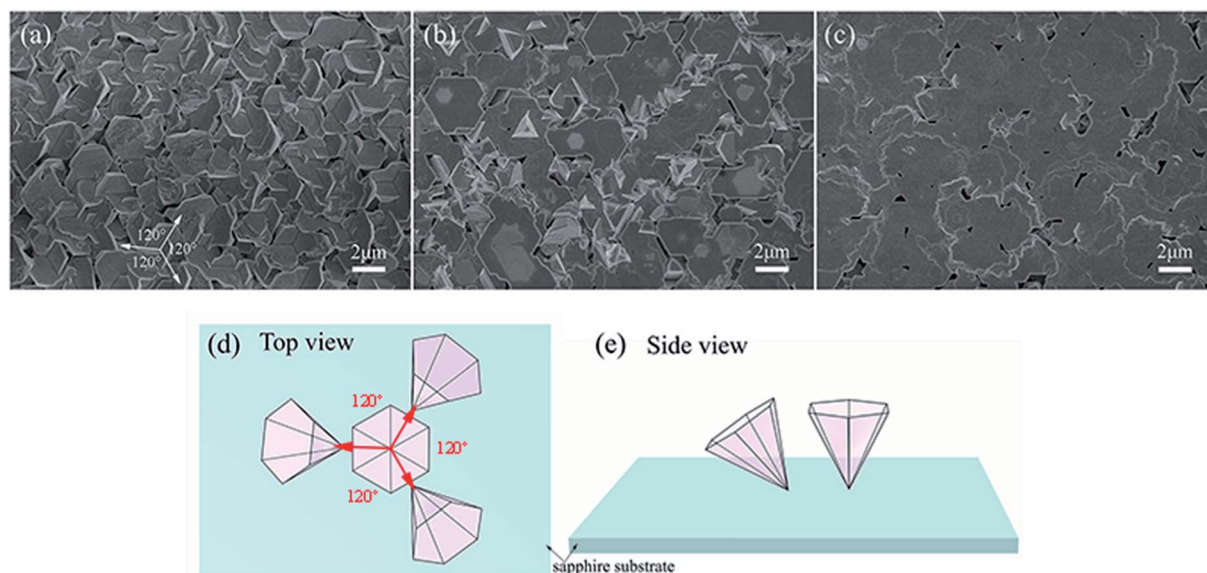 (a)
120°
120°
120°
2μm
(b)
2μm
(c)
2μm
(d) Top view
120°
120°
120°
(e) Side view
sapphire substrate